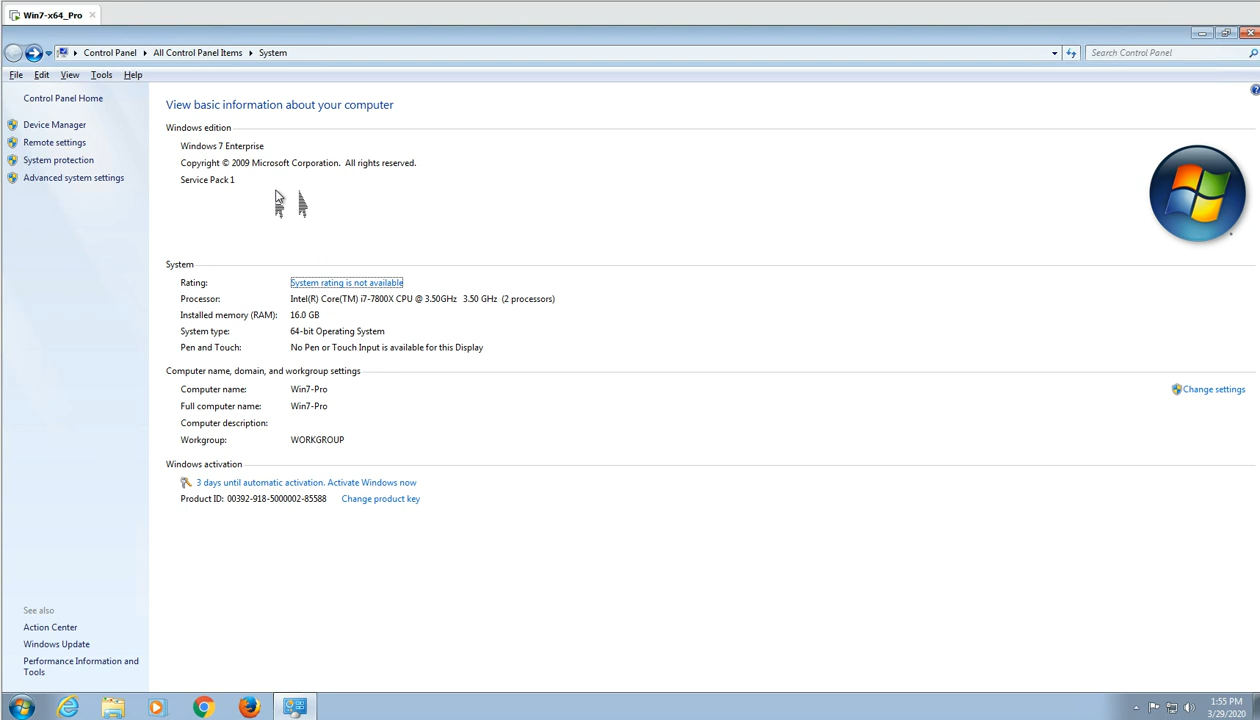 Win7-x64_Pro
Control Panel
All Control Panel Items
System
Search Control Panel
File Edit View Tools Help
Control Panel Home
Device Manager
Remote settings
System protection
Advanced system settings
View basic information about your computer
Windows edition
Windows 7 Enterprise
Copyright © 2009 Microsoft Corporation. All rights reserved.
Service Pack 1
System
Rating: System rating is not available
Processor: Intel(R) Core(TM) i7-7800X CPU @ 3.50GHz 3.50 GHz (2 processors)
Installed memory (RAM): 16.0 GB
System type: 64-bit Operating System
Pen and Touch: No Pen or Touch Input is available for this Display
Computer name, domain, and workgroup settings
Computer name: Win7-Pro
Change settings
Full computer name: Win7-Pro
Computer description:
Workgroup: WORKGROUP
Windows activation
3 days until automatic activation. Activate Windows now
Product ID: 00392-918-5000002-85588 Change product key
See also
Action Center
Windows Update
Performance Information and
Tools
1:55 PM
3/29/2020